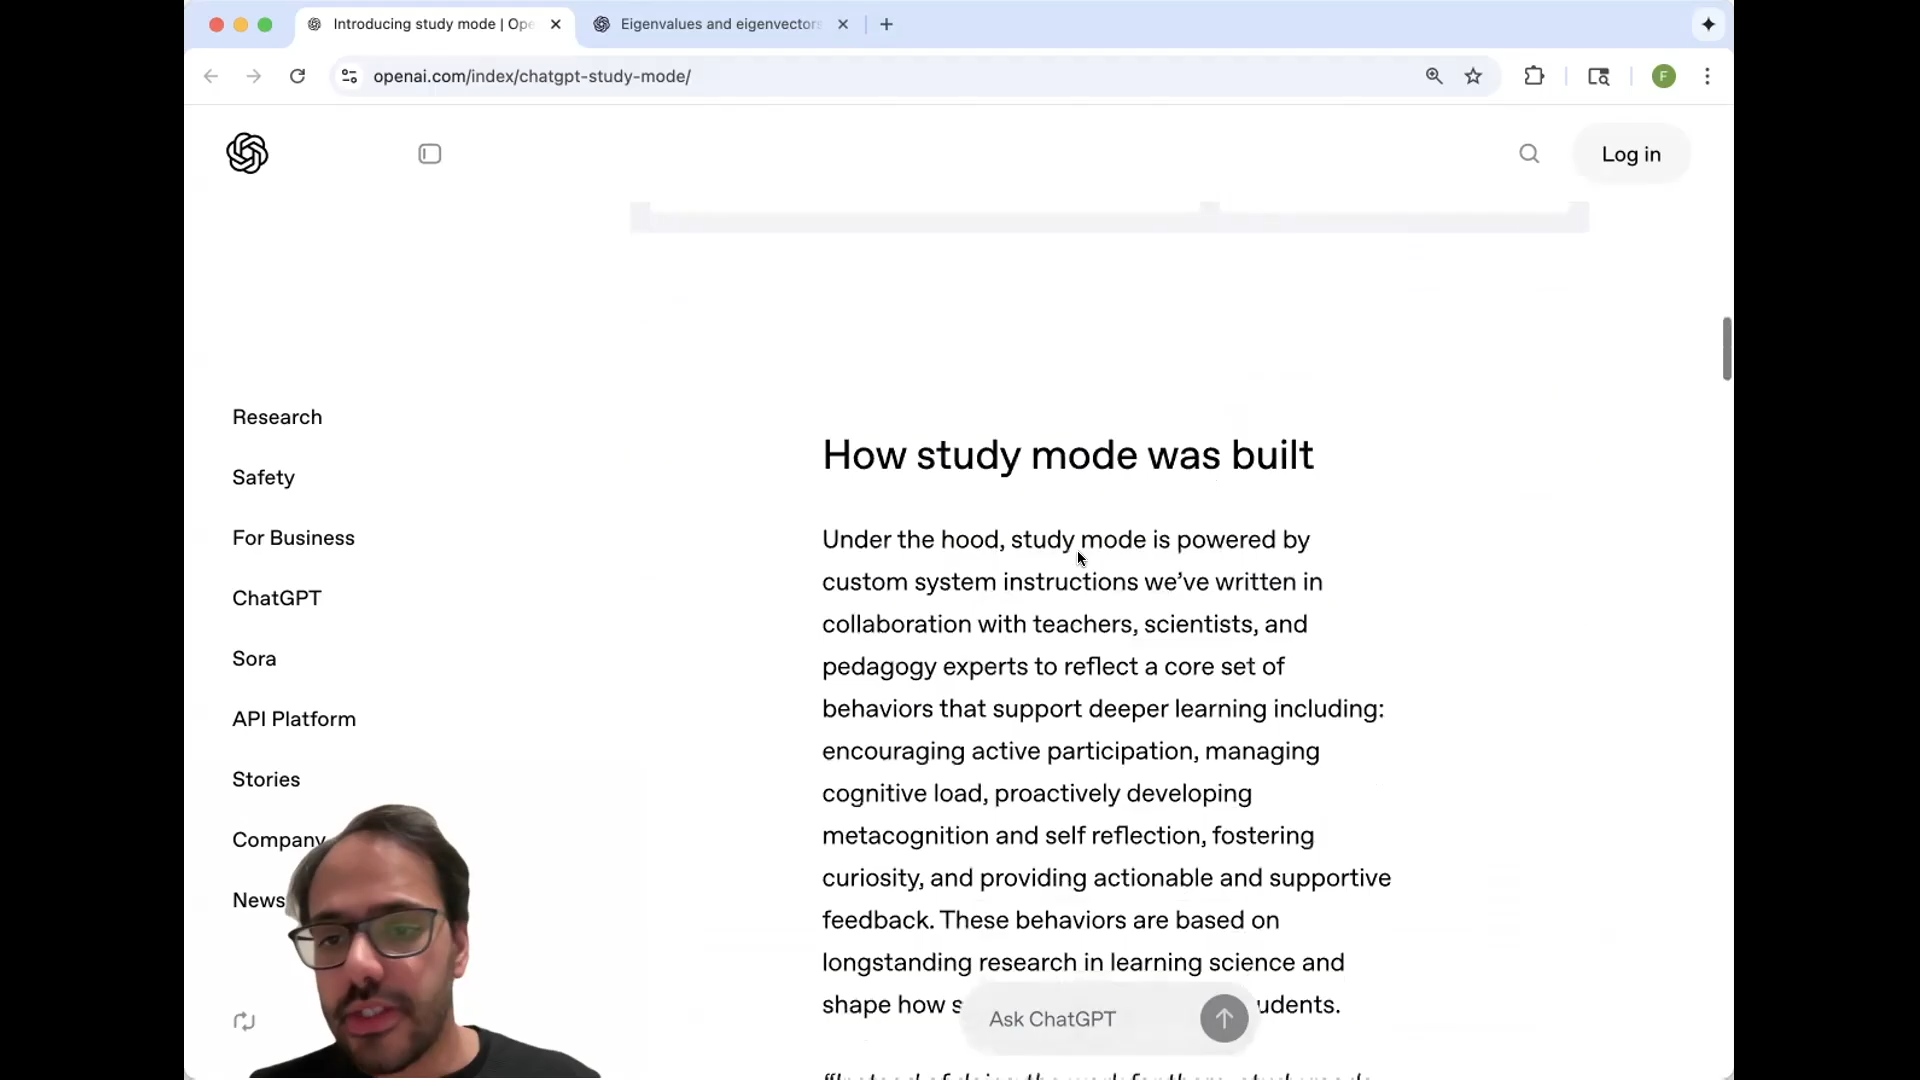 Introducing study mode | Ope
Eigenvalues and eigenvectors
openai.com/index/chatgpt-study-mode/
F
Log in
Research
Safety
For Business
ChatGPT
Sora
API Platform
Stories
Company
News
How study mode was built
Under the hood, study mode is powered by
custom system instructions we’ve written in
collaboration with teachers, scientists, and
pedagogy experts to reflect a core set of
behaviors that support deeper learning including:
encouraging active participation, managing
cognitive load, proactively developing
metacognition and self reflection, fostering
curiosity, and providing actionable and supportive
feedback. These behaviors are based on
longstanding research in learning science and
shape how s udents.
Ask ChatGPT